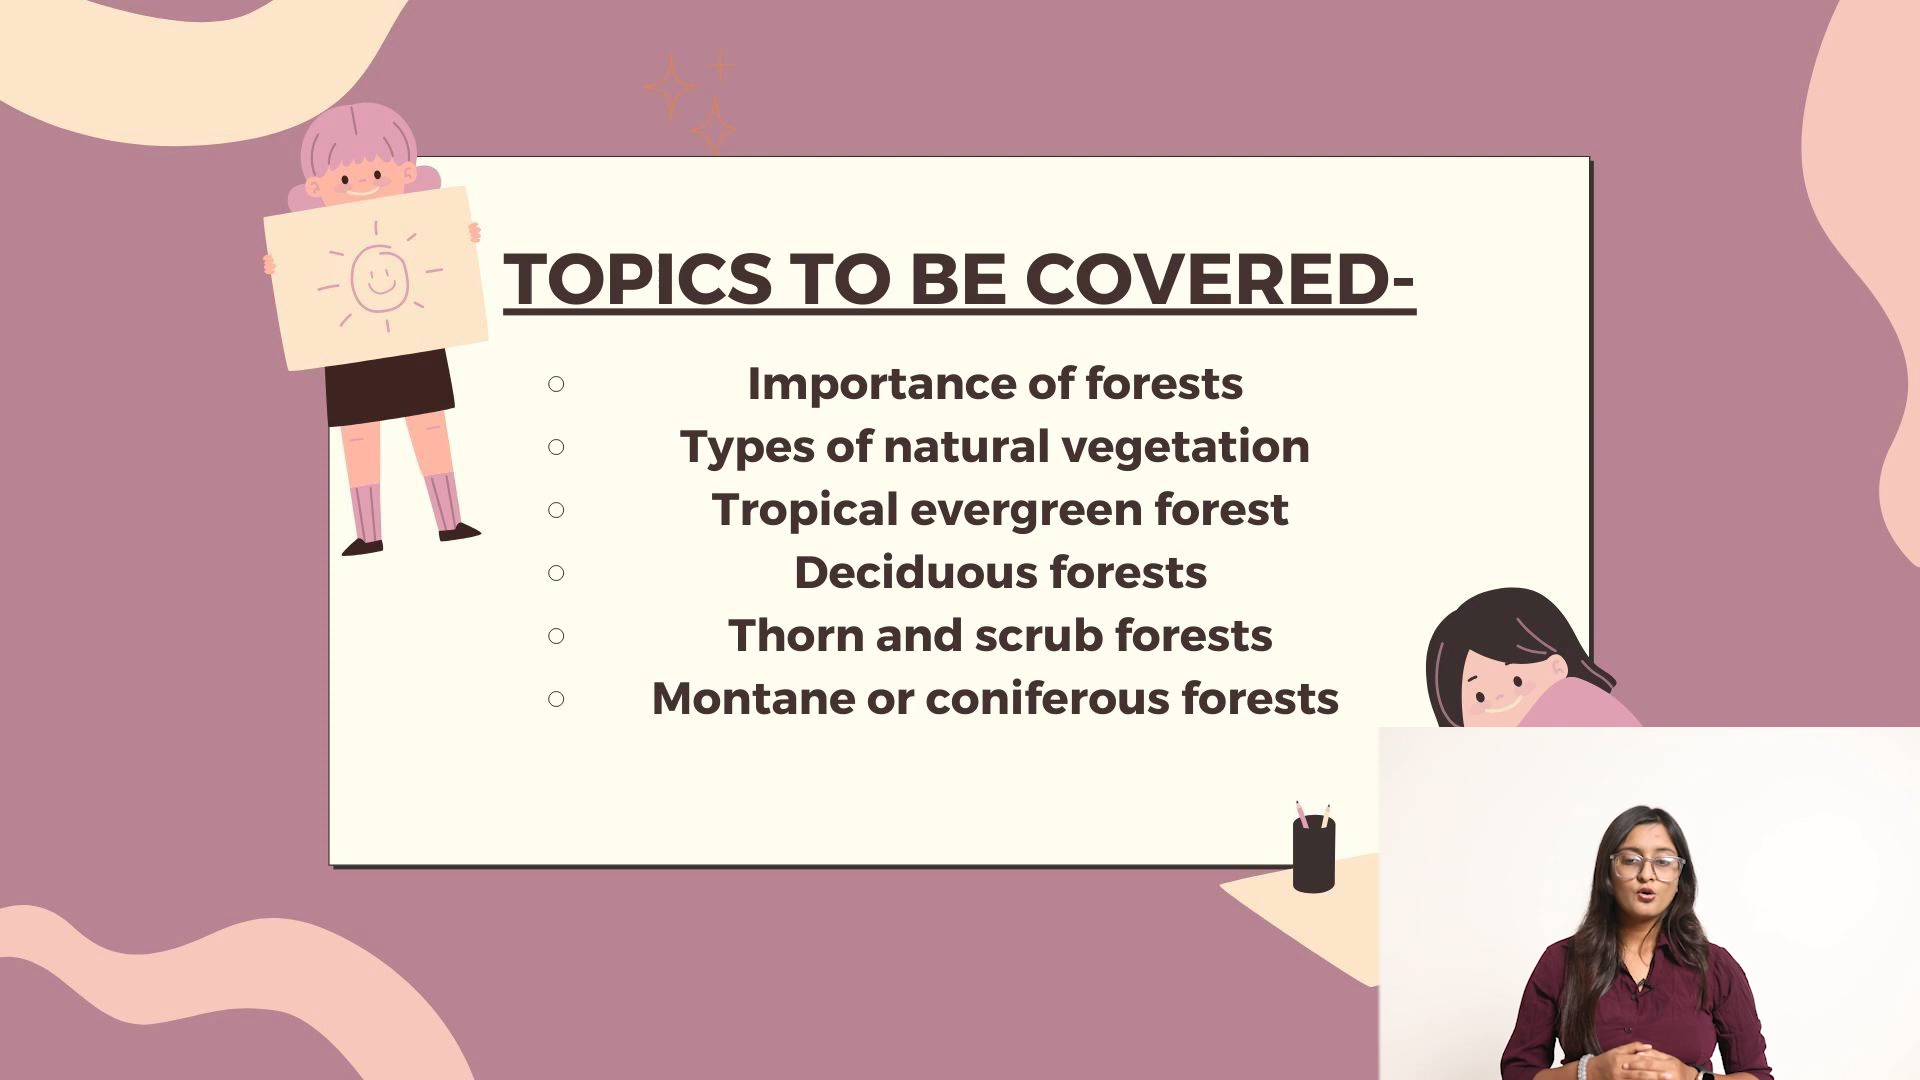 TOPICS TO BE COVERED-
Importance of forests
Types of natural vegetation
Tropical evergreen forest
Deciduous forests
Thorn and scrub forests
Montane or coniferous forests